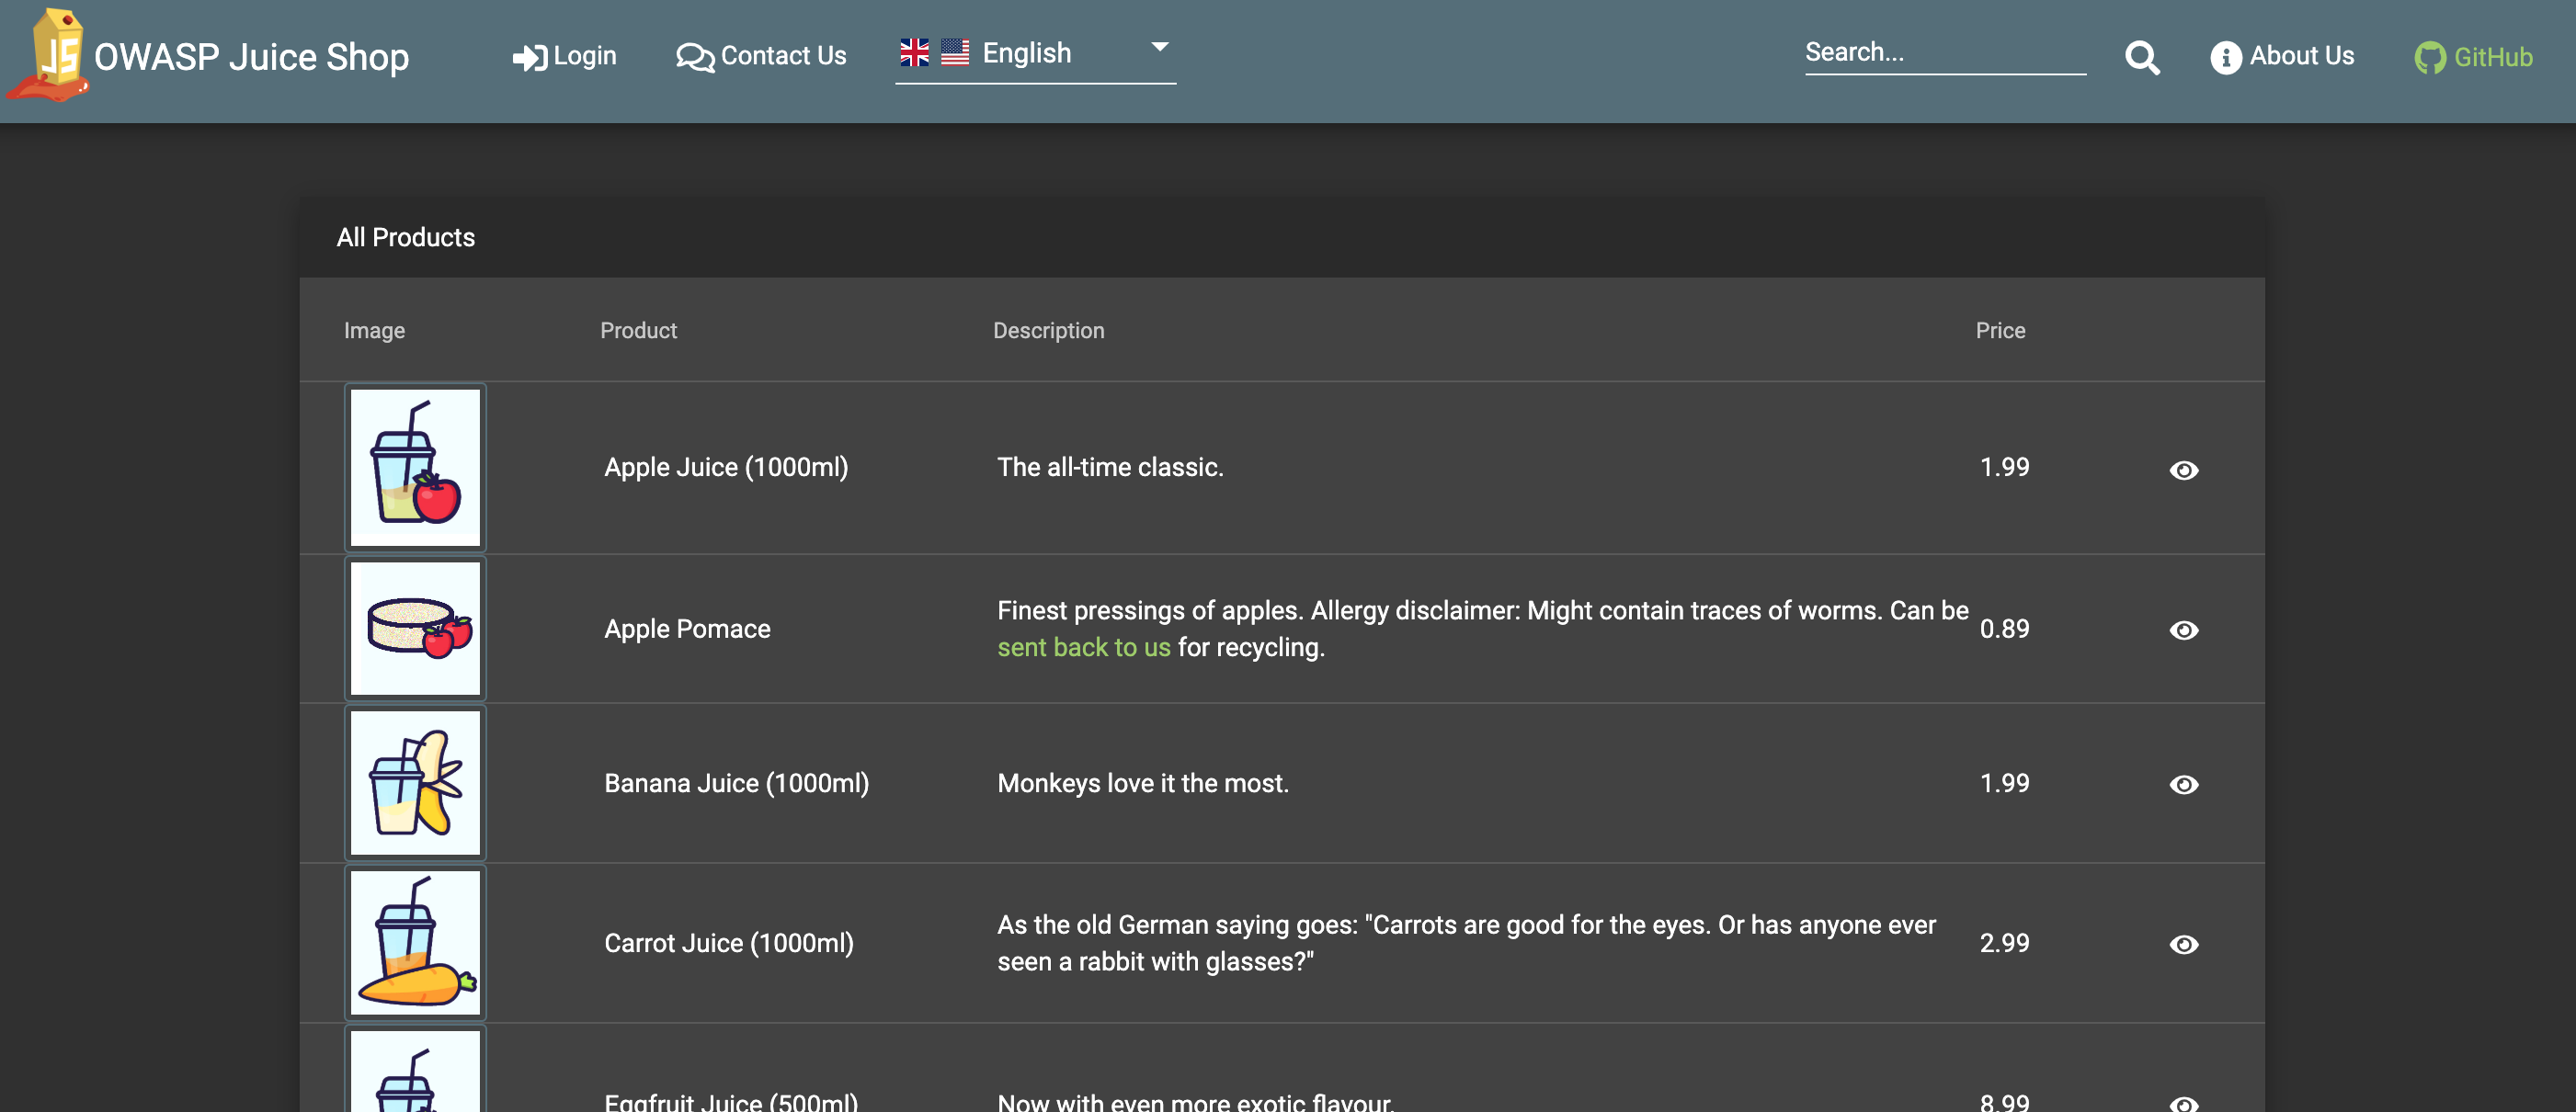 JS OWASP Juice Shop Login Contact Us English Search... About Us GitHub
All Products
Image Product Description Price
Apple Juice (1000ml) The all-time classic. 1.99
Finest pressings of apples. Allergy disclaimer: Might contain traces of worms. Can be
Apple Pomace 0.89
sent back to us for recycling.
Banana Juice (1000ml) Monkeys love it the most. 1.99
As the old German saying goes: "Carrots are good for the eyes. Or has anyone ever
Carrot Juice (1000ml) 2.99
seen a rabbit with glasses?"
Eggfruit Juice (500ml) Now with even more exotic flavour. 8.99